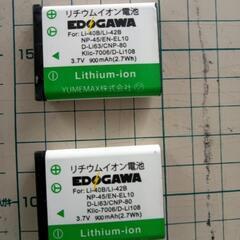 リチウムイオン電池
EDOGAWA
For: Li-40B/Li-42B
NP-45/EN-EL10
D-Li63/CNP-80
Klic-7006/D-Li108
3.7V 900mAh(2.7Wh)
Lithium-ion
YUMEMAX株式会社
リチウムイオン電池
EDOGAWA
For: Li-40B/Li-42B
NP-45/EN-EL10
D-Li63/CNP-80
Klic-7006/D-Li108
3.7V 900mAh(2.7Wh)
Lithium-ion